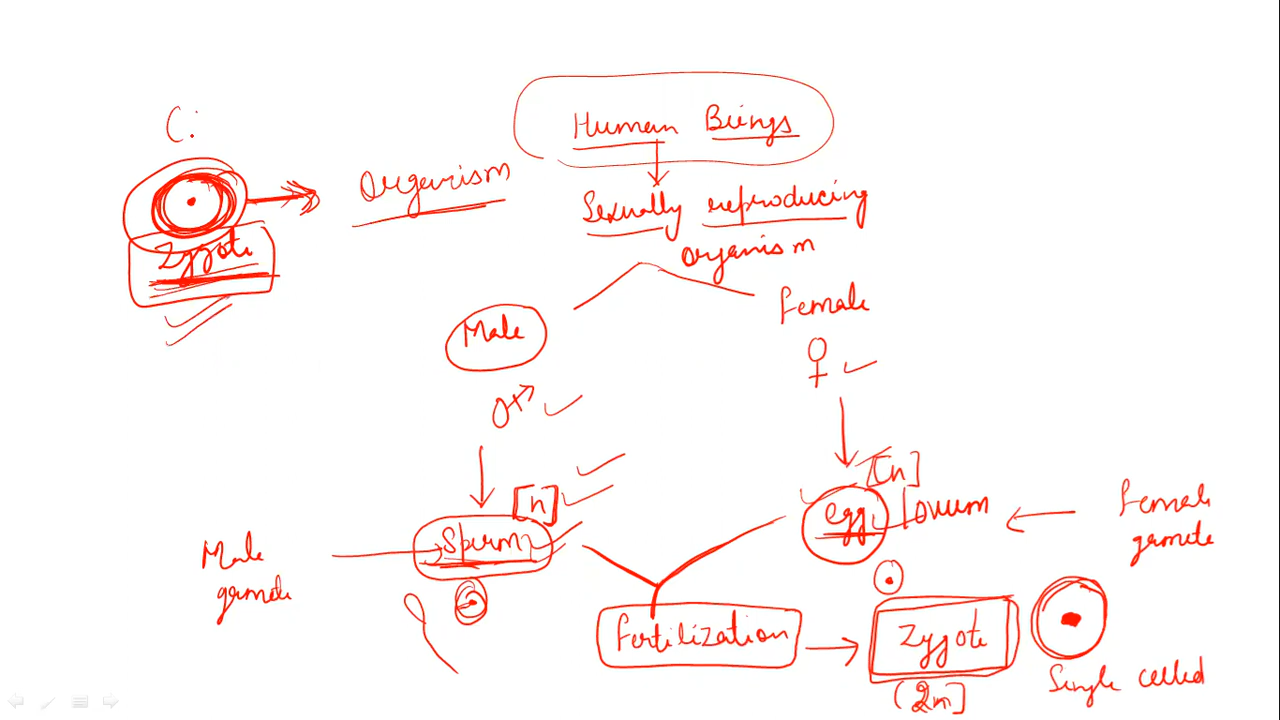 Human Beings
C:
Organism
Sexually reproducing
organism
Zygote
Male
Female
♂
♀
[n]
[n]
Male
gamete
Sperm
egg / ovum
Female
gamete
Fertilization
Zygote
(2n]
Single celled